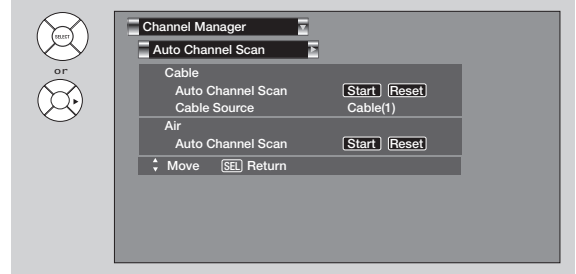 SELECT
or
Channel Manager
Auto Channel Scan
Cable
Auto Channel Scan Start Reset
Cable Source Cable(1)
Air
Auto Channel Scan Start Reset
Move SEL Return